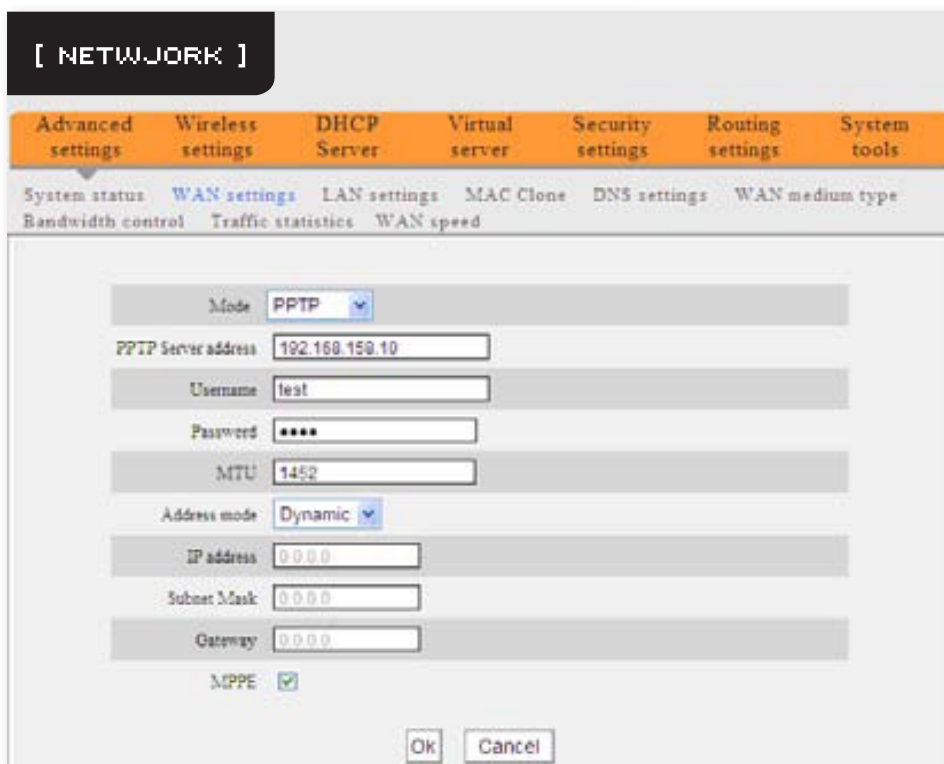 [ NETWJORK ]
Advanced settings Wireless settings DHCP Server Virtual server Security settings Routing settings System tools
System status WAN settings LAN settings MAC Clone DNS settings WAN medium type
Bandwidth control Traffic statistics WAN speed
Mode PPTP
PPTP Server address 192.168.158.10
Username test
Password ••••
MTU 1452
Address mode Dynamic
IP address 0.0.0.0
Subnet Mask 0.0.0.0
Gateway 0.0.0.0
MPPE
Ok Cancel